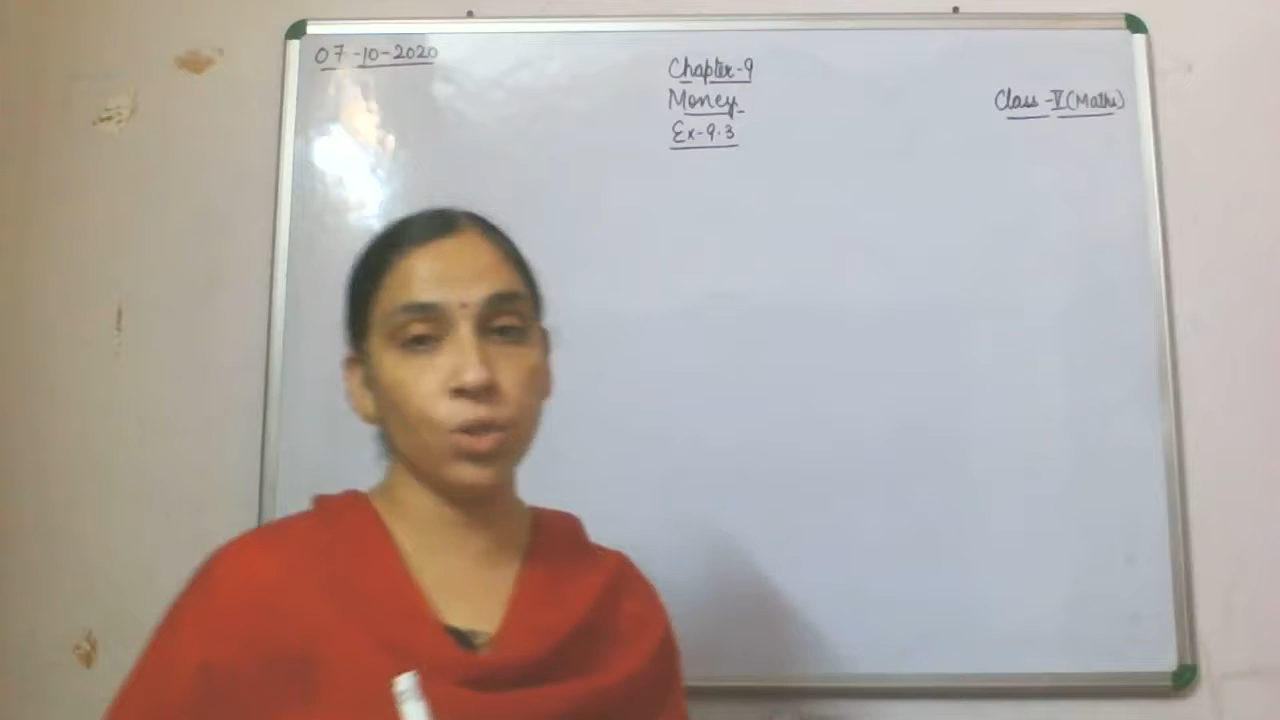 07-10-2020
Chapter-9
Money
Ex-9.3
Class -V (Maths)